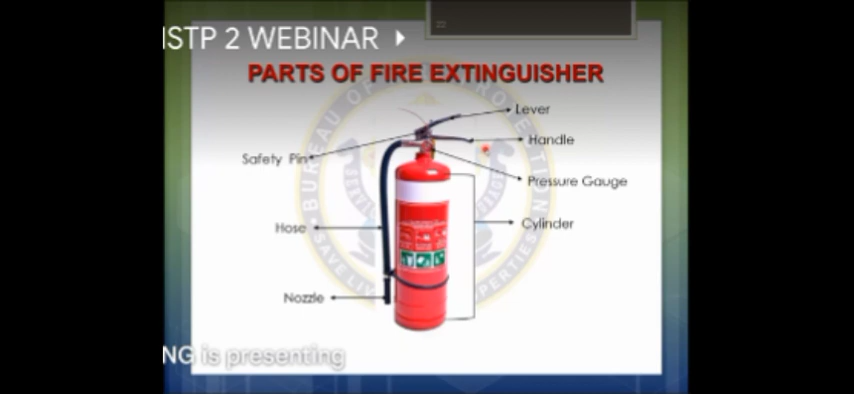 ISTP 2 WEBINAR
PARTS OF FIRE EXTINGUISHER
Lever
Handle
Safety Pin
Pressure Gauge
Hose
Cylinder
Nozzle
NG is presenting